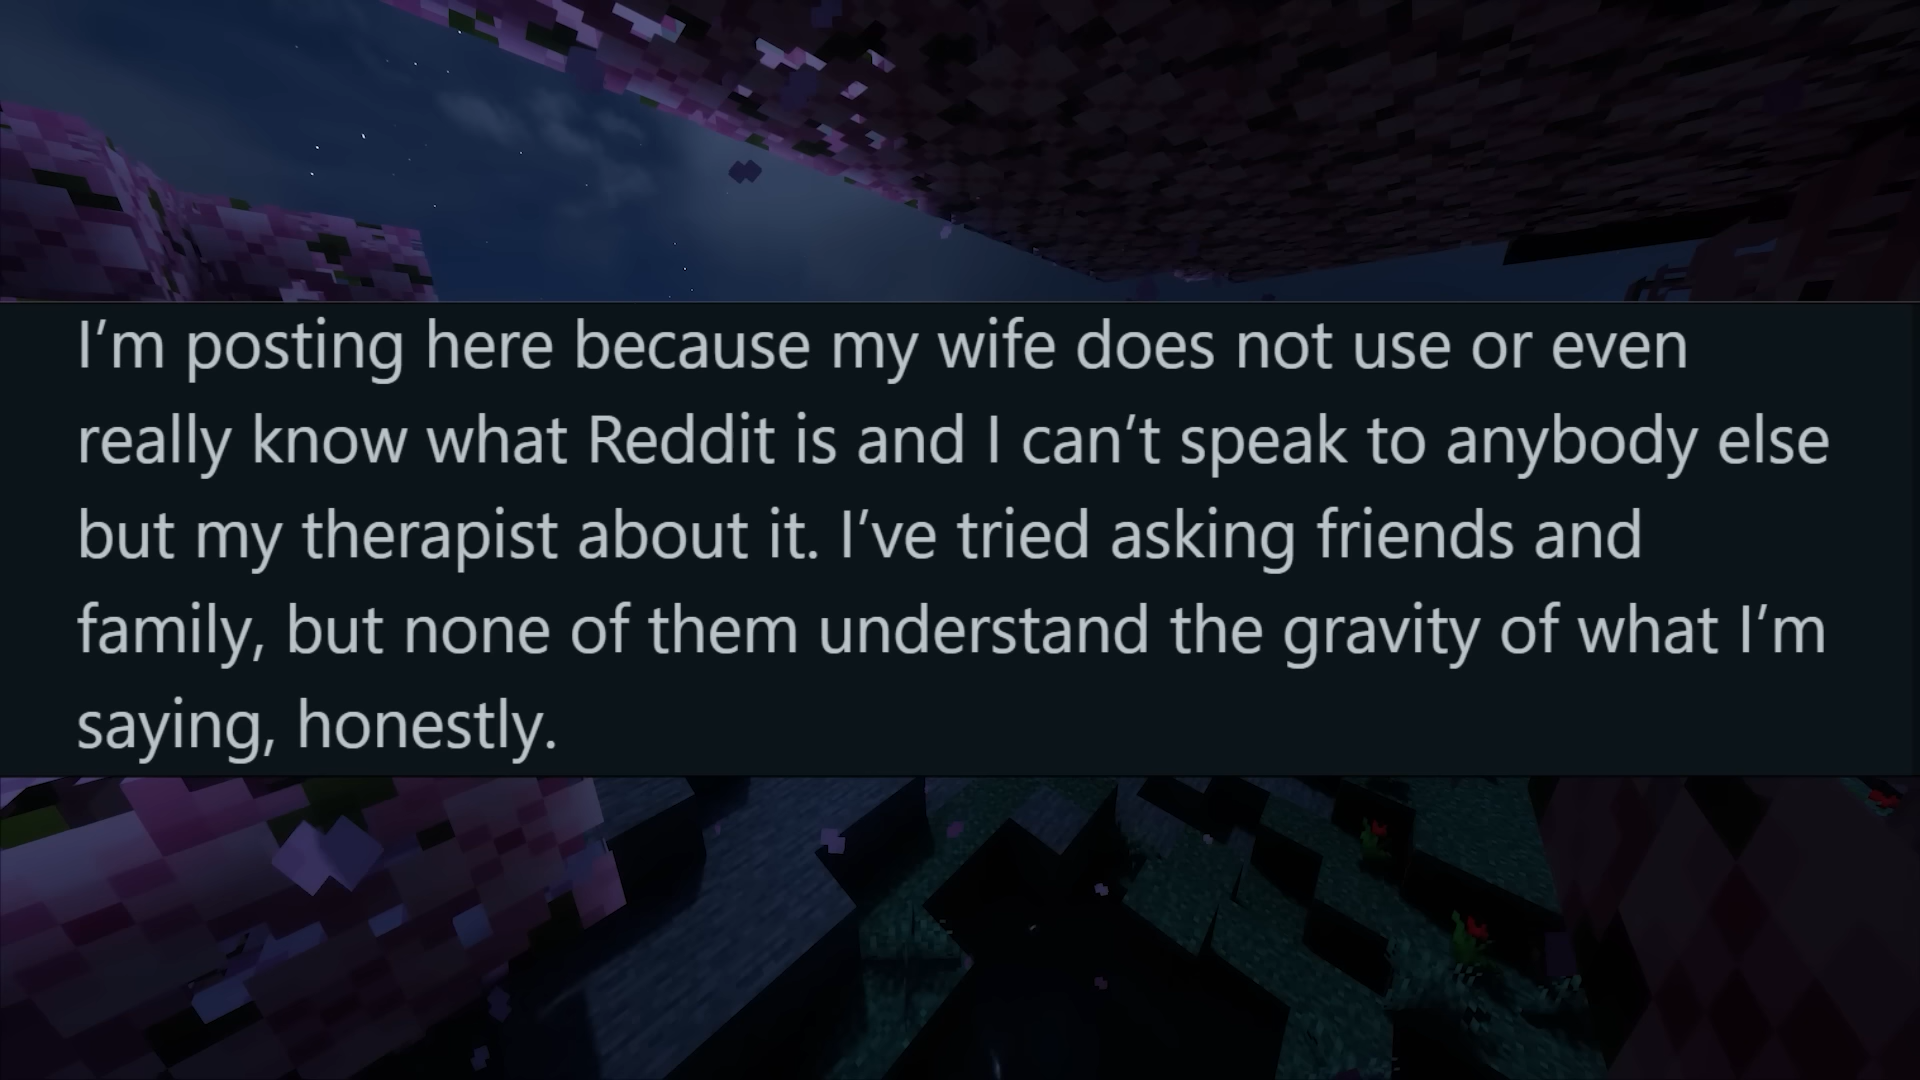 I’m posting here because my wife does not use or even
really know what Reddit is and I can’t speak to anybody else
but my therapist about it. I’ve tried asking friends and
family, but none of them understand the gravity of what I’m
saying, honestly.